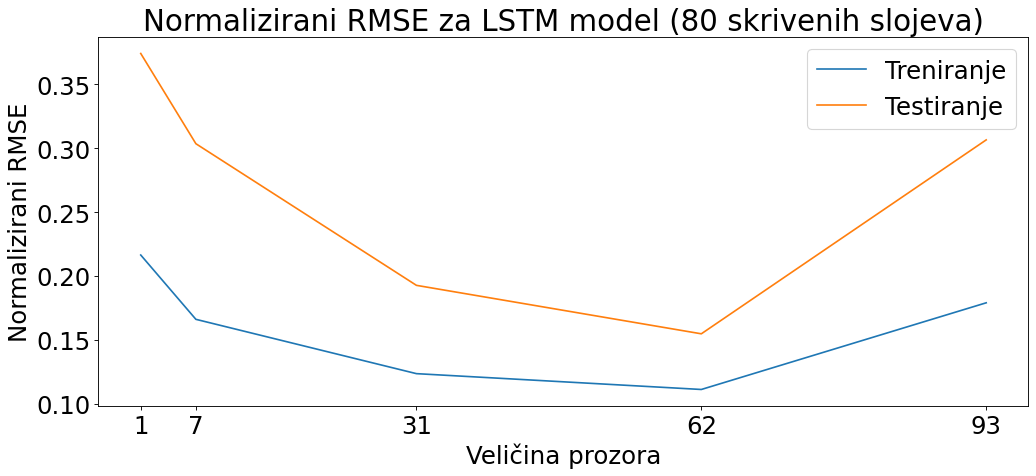 Normalizirani RMSE za LSTM model (80 skrivenih slojeva)
Treniranje
Testiranje
Normalizirani RMSE
0.35
0.30
0.25
0.20
0.15
0.10
1 7 31 62 93
Veličina prozora